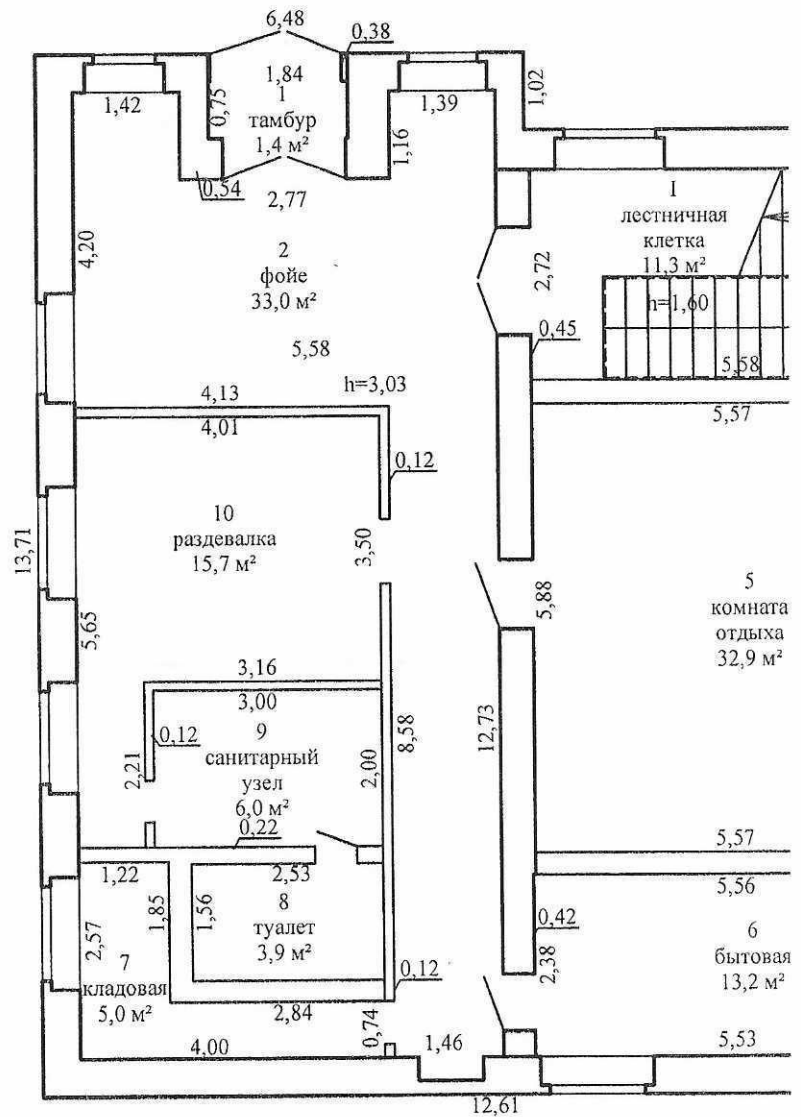 6,48
0,38
1,42
0,75
1,84
1
тамбур
1,4 м²
1,16
1,39
1,02
0,54
2,77
4,20
2
фойе
33,0 м²
5,58
h=3,03
2,72
I
лестничная
клетка
11,3 м²
h=1,60
0,45
5,58
5,57
4,13
4,01
0,12
10
раздевалка
15,7 м²
3,50
13,71
5,65
5,88
5
комната
отдыха
32,9 м²
3,16
3,00
0,12
9
санитарный
узел
6,0 м²
2,21
2,00
8,58
12,73
0,22
5,57
5,56
1,22
1,85
1,56
2,53
8
туалет
3,9 м²
2,57
7
кладовая
5,0 м²
0,12
0,42
2,38
6
бытовая
13,2 м²
2,84
0,74
4,00
1,46
5,53
12,61